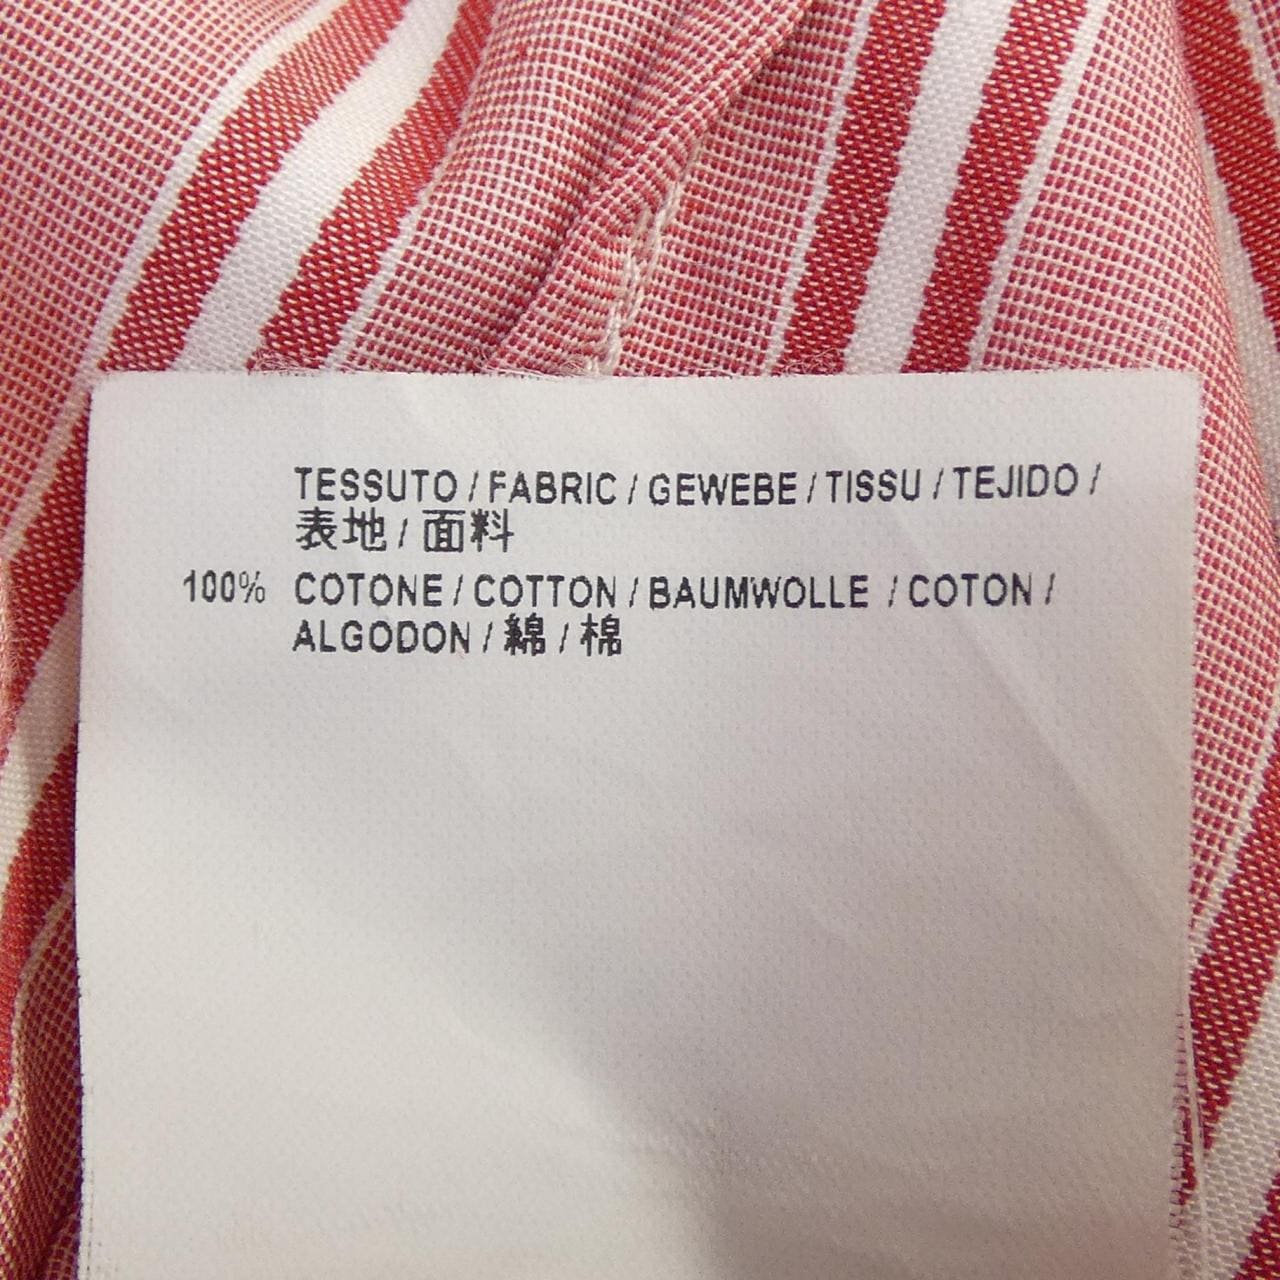 TESSUTO / FABRIC / GEWEBE / TISSU / TEJIDO /
表地 / 面料
100% COTONE / COTTON / BAUMWOLLE / COTON /
ALGODON / 綿 / 棉